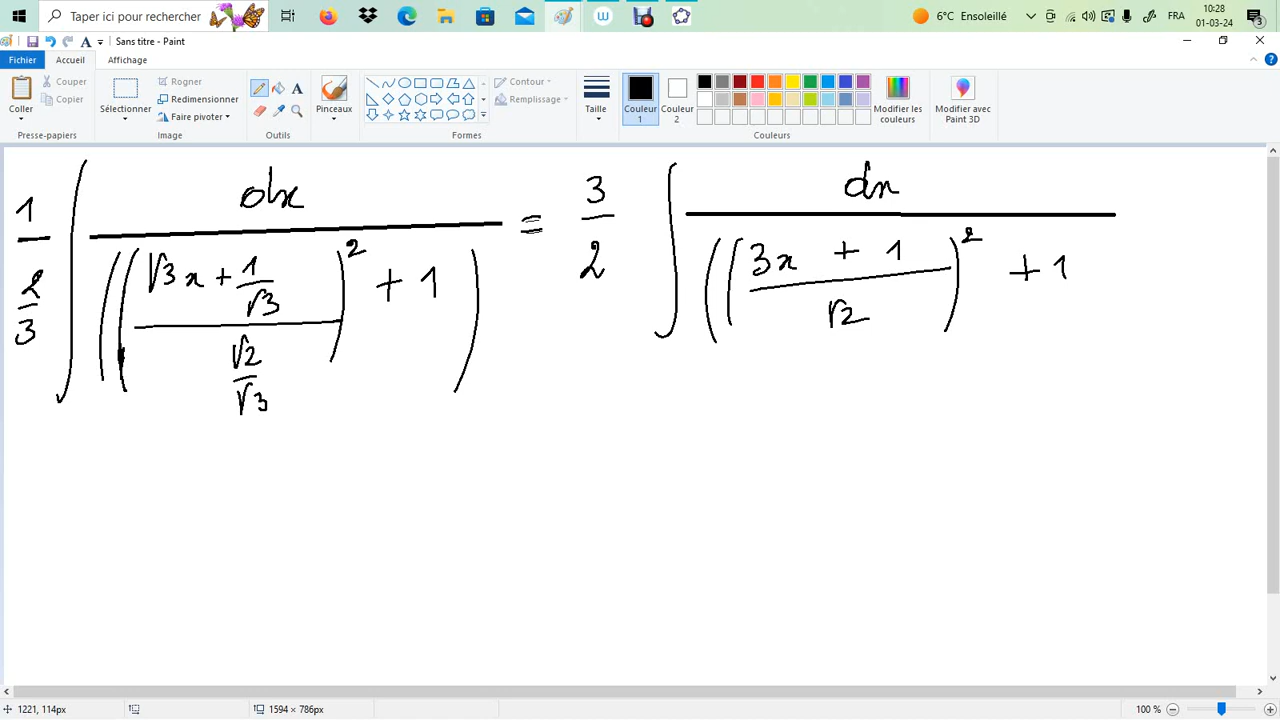 Taper ici pour rechercher
6°C Ensoleillé
FRA
10:28
01-03-24
3
Sans titre - Paint
Fichier Accueil Affichage
Coller
Couper
Copier
Presse-papiers
Sélectionner
Rogner
Redimensionner
Faire pivoter
Image
A
Outils
Pinceaux
Contour
Remplissage
Formes
Taille
Couleur 1
Couleur 2
Modifier les couleurs
Couleurs
Modifier avec Paint 3D
1/(2/3) ∫ dx/(((√3x + 1/√3)/(√2/√3))² + 1) = 3/2 ∫ dx/(((3x + 1)/√2)² + 1
1221, 114px
1594 × 786px
100 %